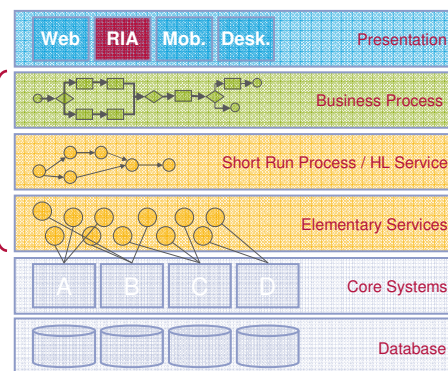 Web RIA Mob. Desk. Presentation
Business Process
Short Run Process / HL Service
Elementary Services
A B C D Core Systems
Database